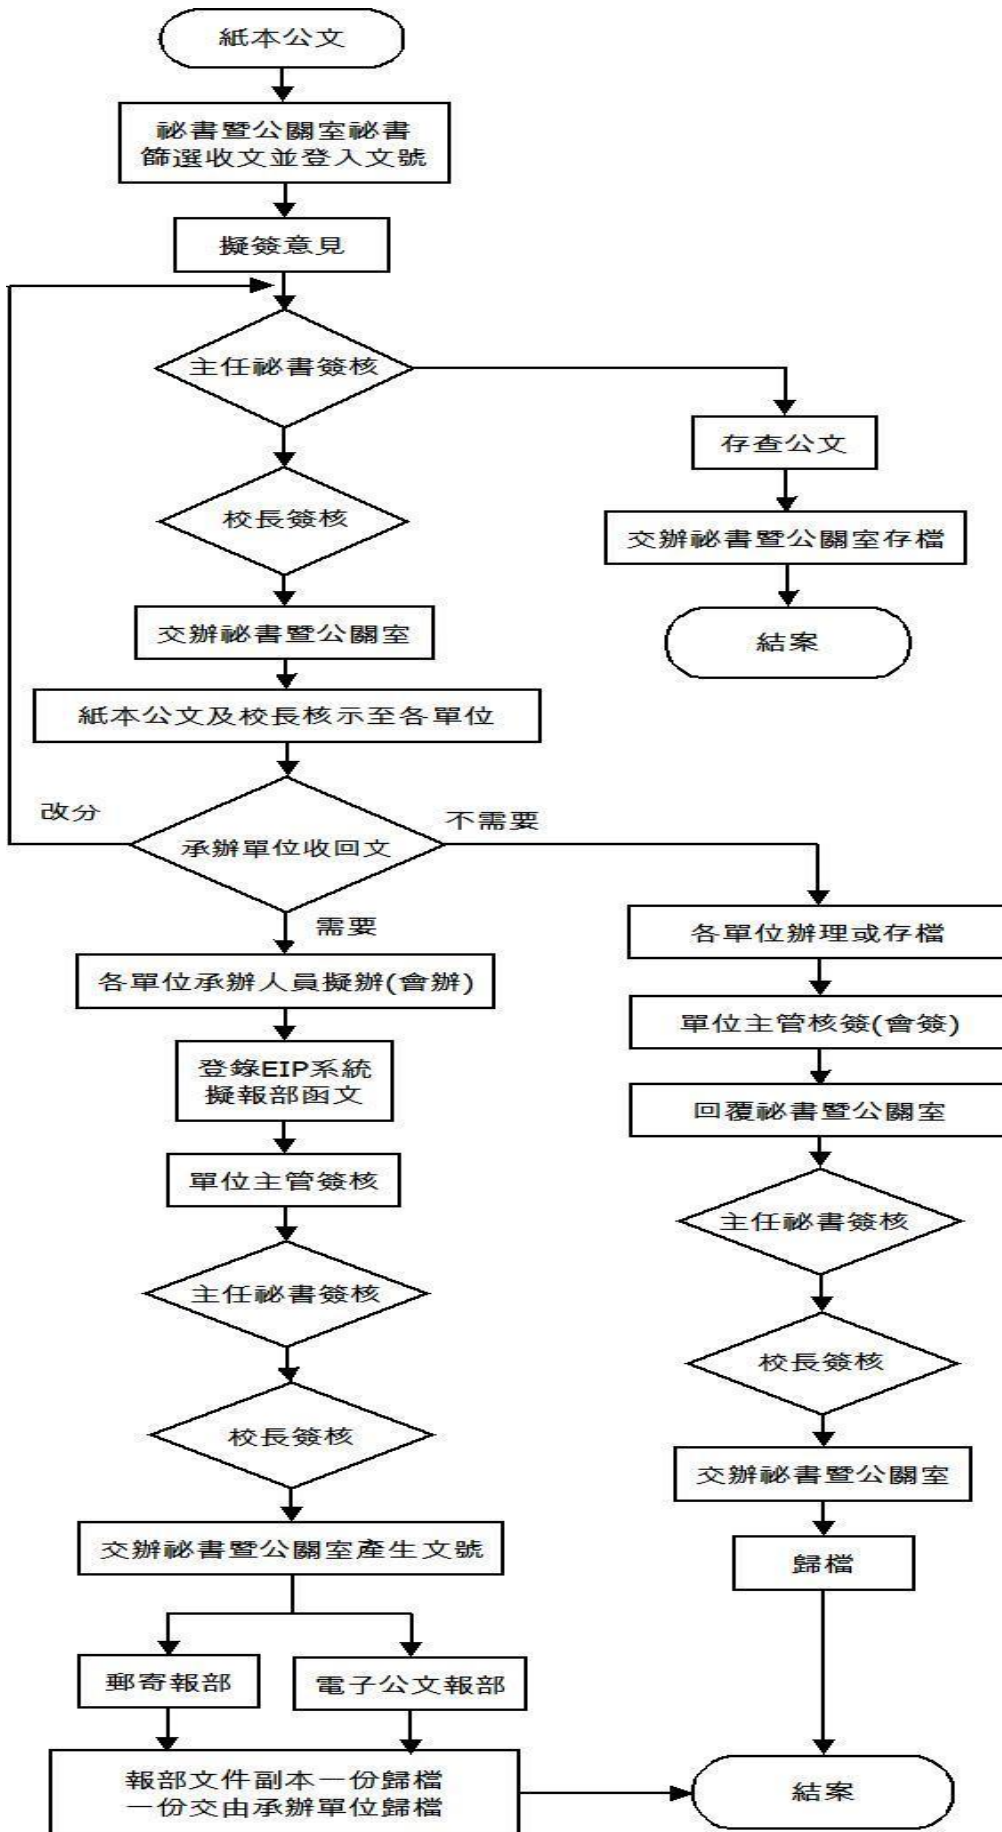 紙本公文
祕書暨公關室祕書
篩選收文並登入文號
擬簽意見
主任祕書簽核
存查公文
校長簽核
交辦祕書暨公關室存檔
交辦祕書暨公關室
結案
紙本公文及校長核示至各單位
改分
不需要
承辦單位收回文
需要
各單位辦理或存檔
各單位承辦人員擬辦(會辦)
單位主管核簽(會簽)
登錄EIP系統
擬報部函文
回覆祕書暨公關室
單位主管簽核
主任祕書簽核
主任祕書簽核
校長簽核
校長簽核
交辦祕書暨公關室
交辦祕書暨公關室產生文號
歸檔
郵寄報部
電子公文報部
報部文件副本一份歸檔
一份交由承辦單位歸檔
結案